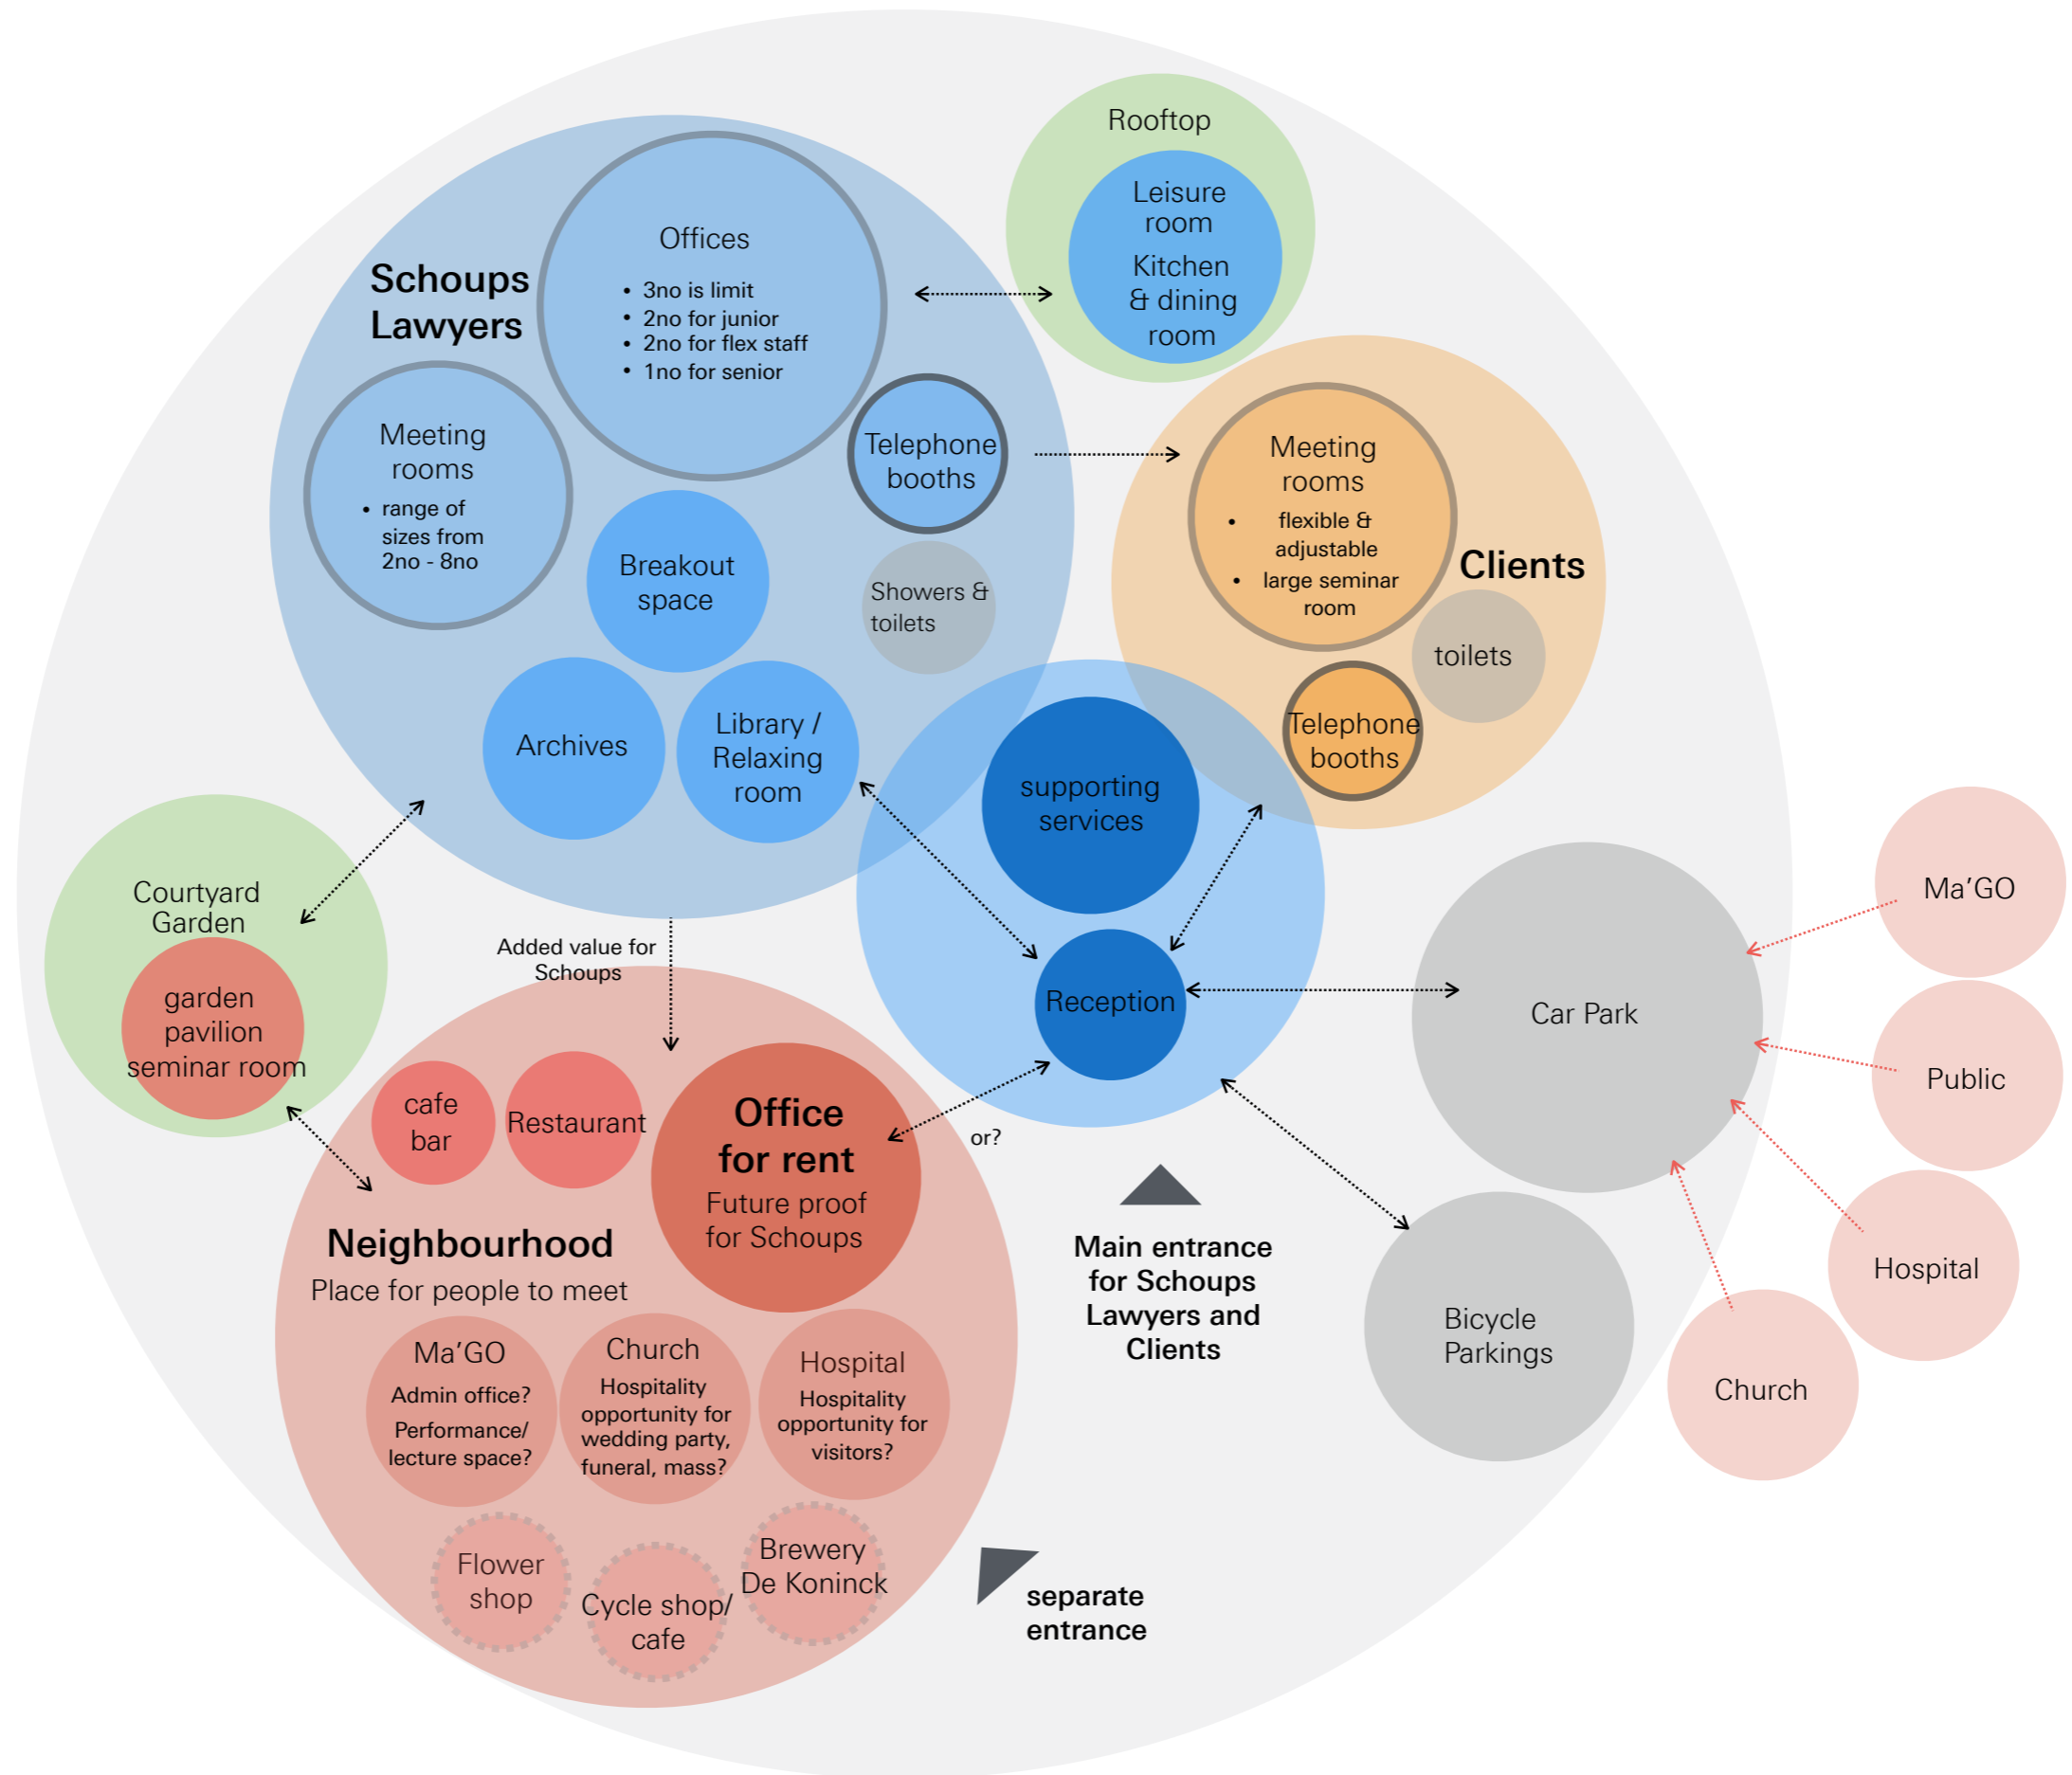 Rooftop
Leisure
room
Kitchen
& dining
room
Schoups
Lawyers
Offices
• 3no is limit
• 2no for junior
• 2no for flex staff
• 1no for senior
Meeting
rooms
• range of
sizes from
2no - 8no
Telephone
booths
Breakout
space
Showers &
toilets
Archives
Library /
Relaxing
room
Clients
Meeting
rooms
• flexible &
adjustable
• large seminar
room
toilets
Telephone
booths
supporting
services
Reception
Courtyard
Garden
garden
pavilion
seminar room
Added value for
Schoups
cafe
bar
Restaurant
Office
for rent
Future proof
for Schoups
or?
Neighbourhood
Place for people to meet
Ma'GO
Admin office?
Performance/
lecture space?
Church
Hospitality
opportunity for
wedding party,
funeral, mass?
Hospital
Hospitality
opportunity for
visitors?
Flower
shop
Cycle shop/
cafe
Brewery
De Koninck
Main entrance
for Schoups
Lawyers and
Clients
separate
entrance
Car Park
Bicycle
Parkings
Ma'GO
Public
Hospital
Church